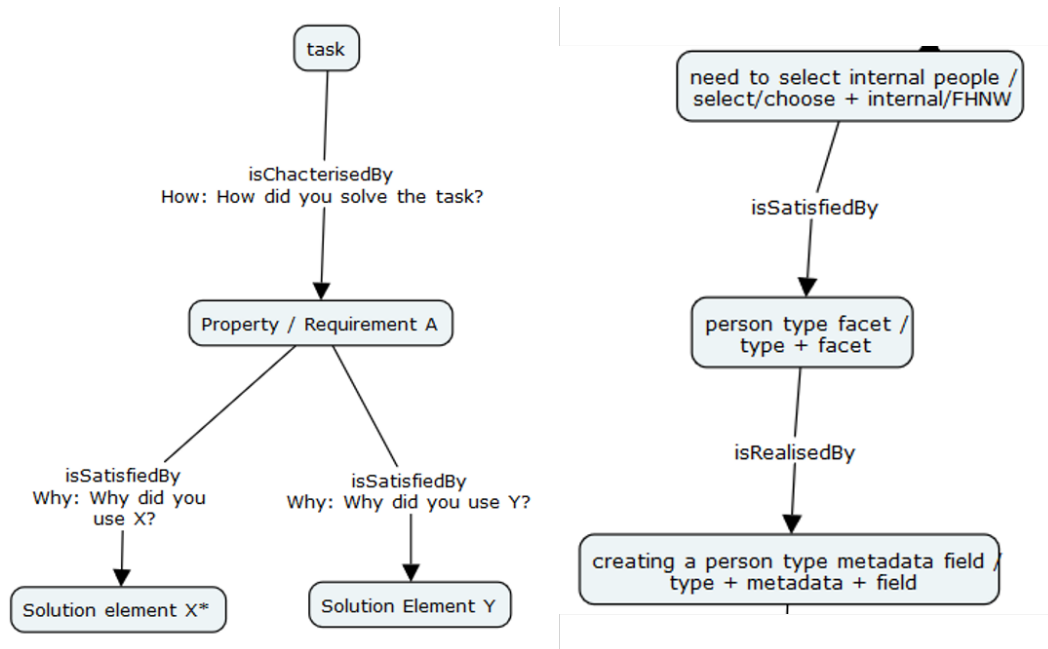 task
isChacterisedBy
How: How did you solve the task?
Property / Requirement A
isSatisfiedBy
Why: Why did you
use X?
isSatisfiedBy
Why: Why did you use Y?
Solution element X*
Solution Element Y
need to select internal people /
select/choose + internal/FHNW
isSatisfiedBy
person type facet /
type + facet
isRealisedBy
creating a person type metadata field /
type + metadata + field